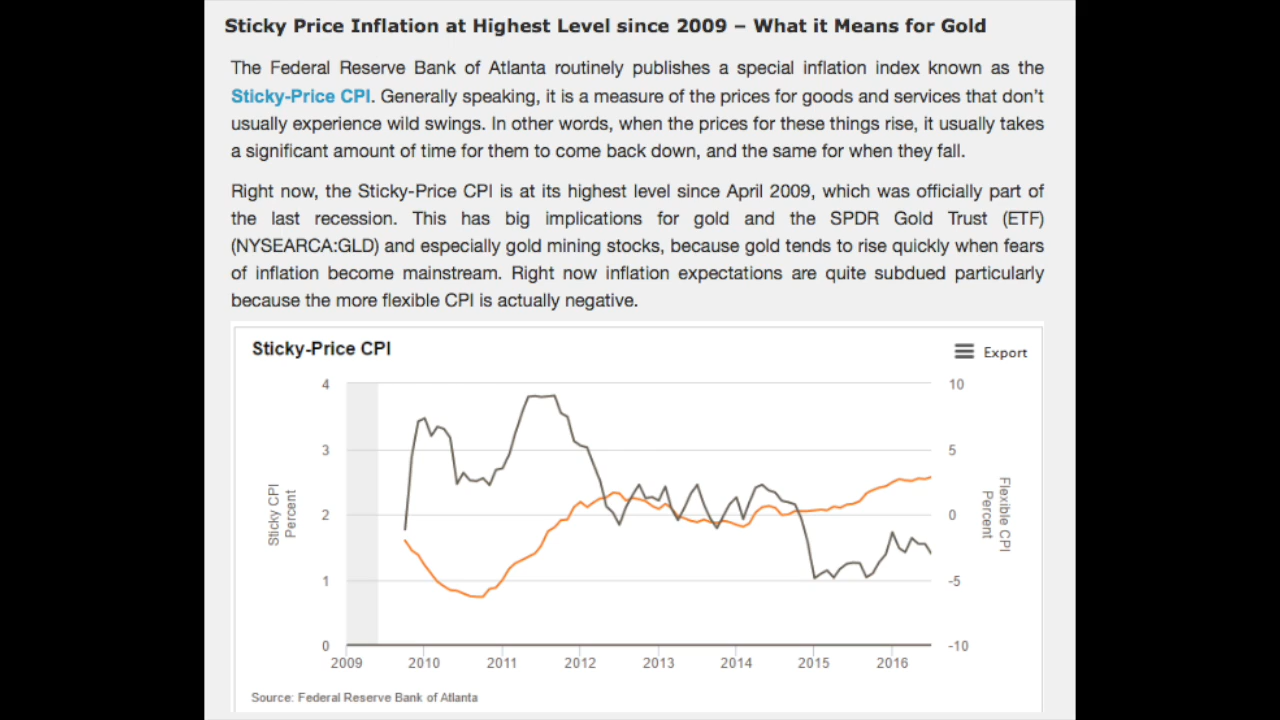 Sticky Price Inflation at Highest Level since 2009 – What it Means for Gold
The Federal Reserve Bank of Atlanta routinely publishes a special inflation index known as the
Sticky-Price CPI. Generally speaking, it is a measure of the prices for goods and services that don't
usually experience wild swings. In other words, when the prices for these things rise, it usually takes
a significant amount of time for them to come back down, and the same for when they fall.
Right now, the Sticky-Price CPI is at its highest level since April 2009, which was officially part of
the last recession. This has big implications for gold and the SPDR Gold Trust (ETF)
(NYSEARCA:GLD) and especially gold mining stocks, because gold tends to rise quickly when fears
of inflation become mainstream. Right now inflation expectations are quite subdued particularly
because the more flexible CPI is actually negative.
Sticky-Price CPI
Export
4
10
3
5
Sticky CPI
Percent
2
0
Flexible CPI
Percent
1
-5
0
-10
2009 2010 2011 2012 2013 2014 2015 2016
Source: Federal Reserve Bank of Atlanta